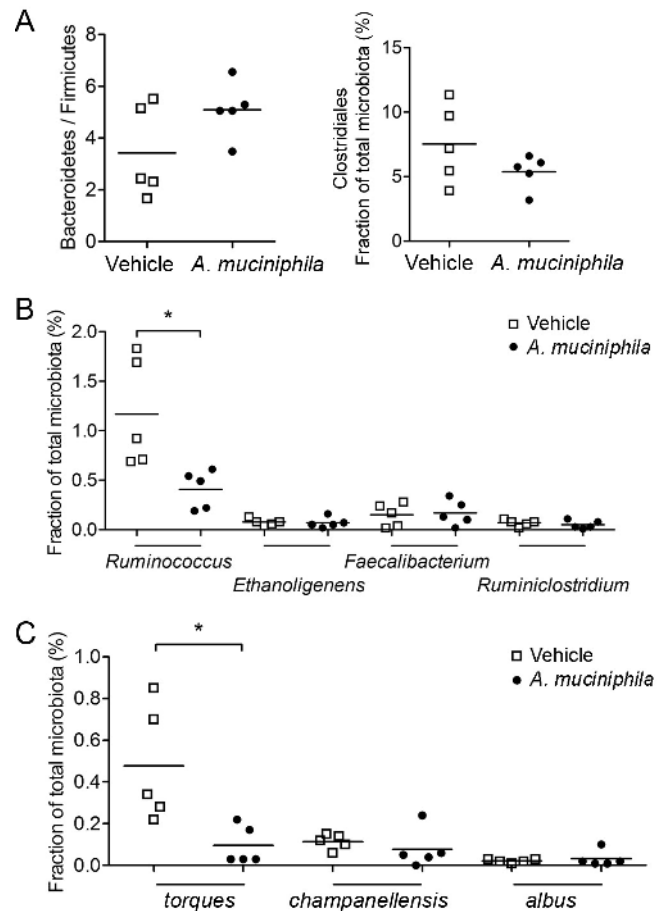 A
Bacteroidetes / Firmicutes
8
6
4
2
0
Vehicle
A. muciniphila
Clostridiales
Fraction of total microbiota (%)
15
10
5
0
Vehicle
A. muciniphila
B
Fraction of total microbiota (%)
2.0
1.5
1.0
0.5
0.0
*
Vehicle
A. muciniphila
Ruminococcus
Ethanoligenens
Faecalibacterium
Ruminiclostridium
C
Fraction of total microbiota (%)
1.0
0.8
0.6
0.4
0.2
0.0
*
Vehicle
A. muciniphila
torques
champanellensis
albus